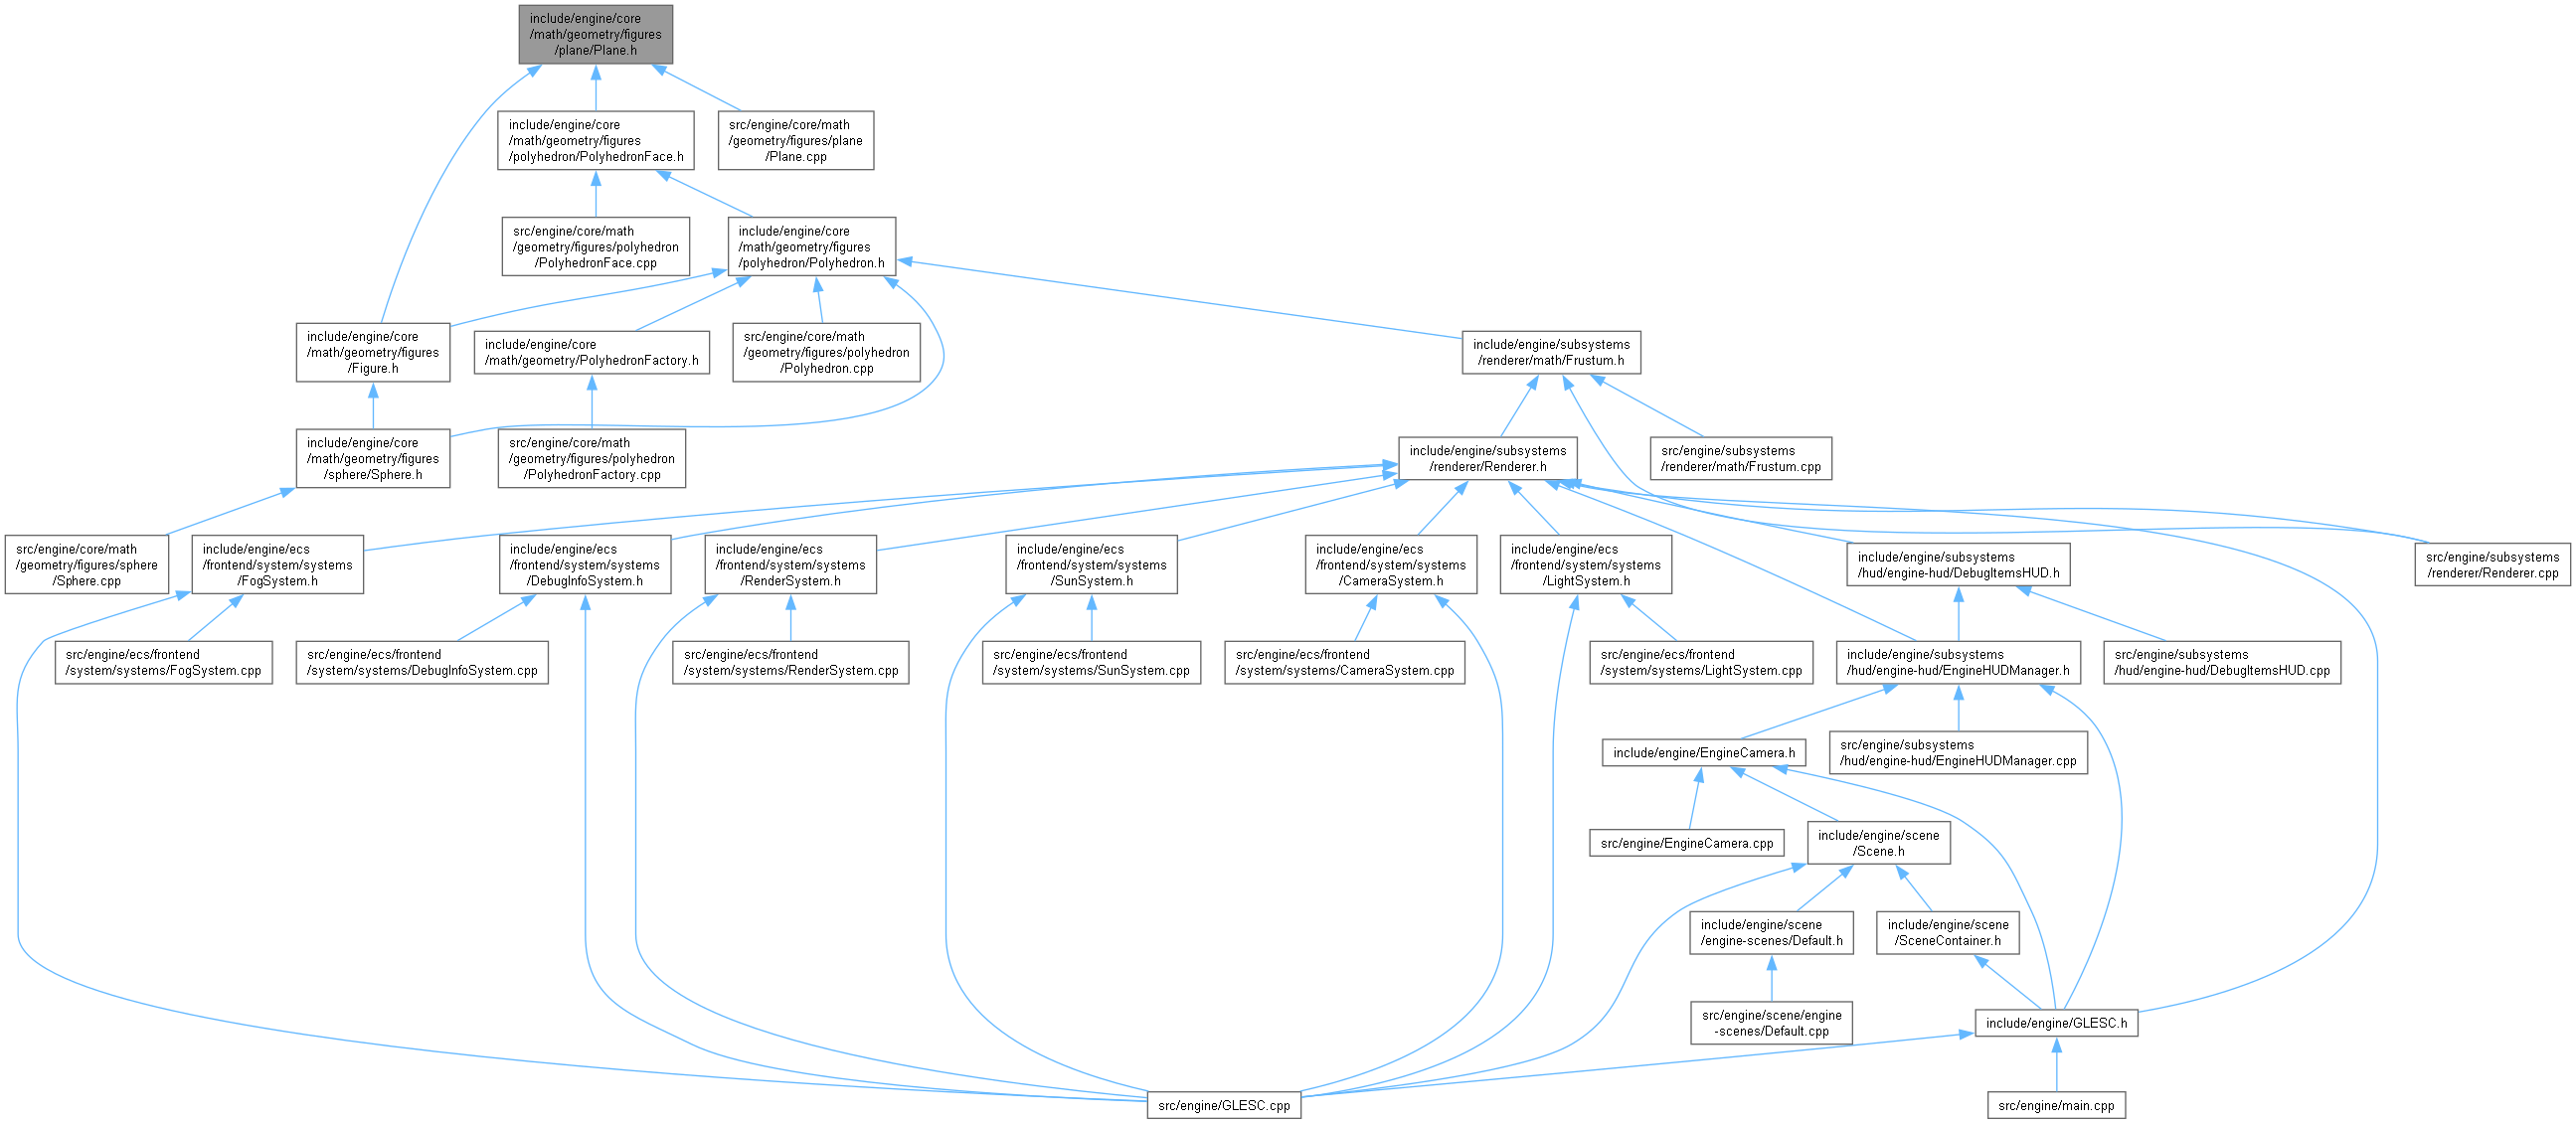 include/engine/core
/math/geometry/figures
/plane/Plane.h
include/engine/core
/math/geometry/figures
/polyhedron/PolyhedronFace.h
src/engine/core/math
/geometry/figures/plane
/Plane.cpp
src/engine/core/math
/geometry/figures/polyhedron
/PolyhedronFace.cpp
include/engine/core
/math/geometry/figures
/polyhedron/Polyhedron.h
include/engine/core
/math/geometry/figures
/Figure.h
include/engine/core
/math/geometry/PolyhedronFactory.h
src/engine/core/math
/geometry/figures/polyhedron
/Polyhedron.cpp
include/engine/subsystems
/renderer/math/Frustum.h
include/engine/core
/math/geometry/figures
/sphere/Sphere.h
src/engine/core/math
/geometry/figures/polyhedron
/PolyhedronFactory.cpp
include/engine/subsystems
/renderer/Renderer.h
src/engine/subsystems
/renderer/math/Frustum.cpp
src/engine/core/math
/geometry/figures/sphere
/Sphere.cpp
include/engine/ecs
/frontend/system/systems
/FogSystem.h
include/engine/ecs
/frontend/system/systems
/DebugInfoSystem.h
include/engine/ecs
/frontend/system/systems
/RenderSystem.h
include/engine/ecs
/frontend/system/systems
/SunSystem.h
include/engine/ecs
/frontend/system/systems
/CameraSystem.h
include/engine/ecs
/frontend/system/systems
/LightSystem.h
include/engine/subsystems
/hud/engine-hud/DebugItemsHUD.h
src/engine/subsystems
/renderer/Renderer.cpp
src/engine/ecs/frontend
/system/systems/FogSystem.cpp
src/engine/ecs/frontend
/system/systems/DebugInfoSystem.cpp
src/engine/ecs/frontend
/system/systems/RenderSystem.cpp
src/engine/ecs/frontend
/system/systems/SunSystem.cpp
src/engine/ecs/frontend
/system/systems/CameraSystem.cpp
src/engine/ecs/frontend
/system/systems/LightSystem.cpp
include/engine/subsystems
/hud/engine-hud/EngineHUDManager.h
src/engine/subsystems
/hud/engine-hud/DebugItemsHUD.cpp
include/engine/EngineCamera.h
src/engine/subsystems
/hud/engine-hud/EngineHUDManager.cpp
src/engine/EngineCamera.cpp
include/engine/scene
/Scene.h
include/engine/scene
/engine-scenes/Default.h
include/engine/scene
/SceneContainer.h
src/engine/scene/engine
-scenes/Default.cpp
include/engine/GLESC.h
src/engine/GLESC.cpp
src/engine/main.cpp